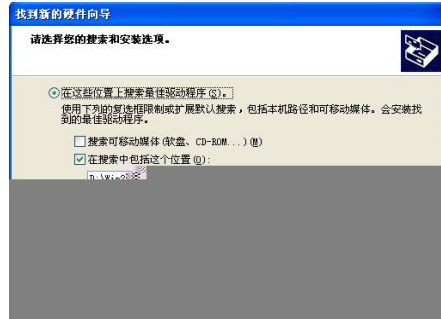 找到新的硬件向导
请选择您的搜索和安装选项。
在这些位置上搜索最佳驱动程序(S)。
使用下列的复选框限制或扩展默认搜索，包括本机路径和可移动媒体。会安装找
到的最佳驱动程序。
搜索可移动媒体(软盘、CD-ROM...)(M)
在搜索中包括这个位置(O):